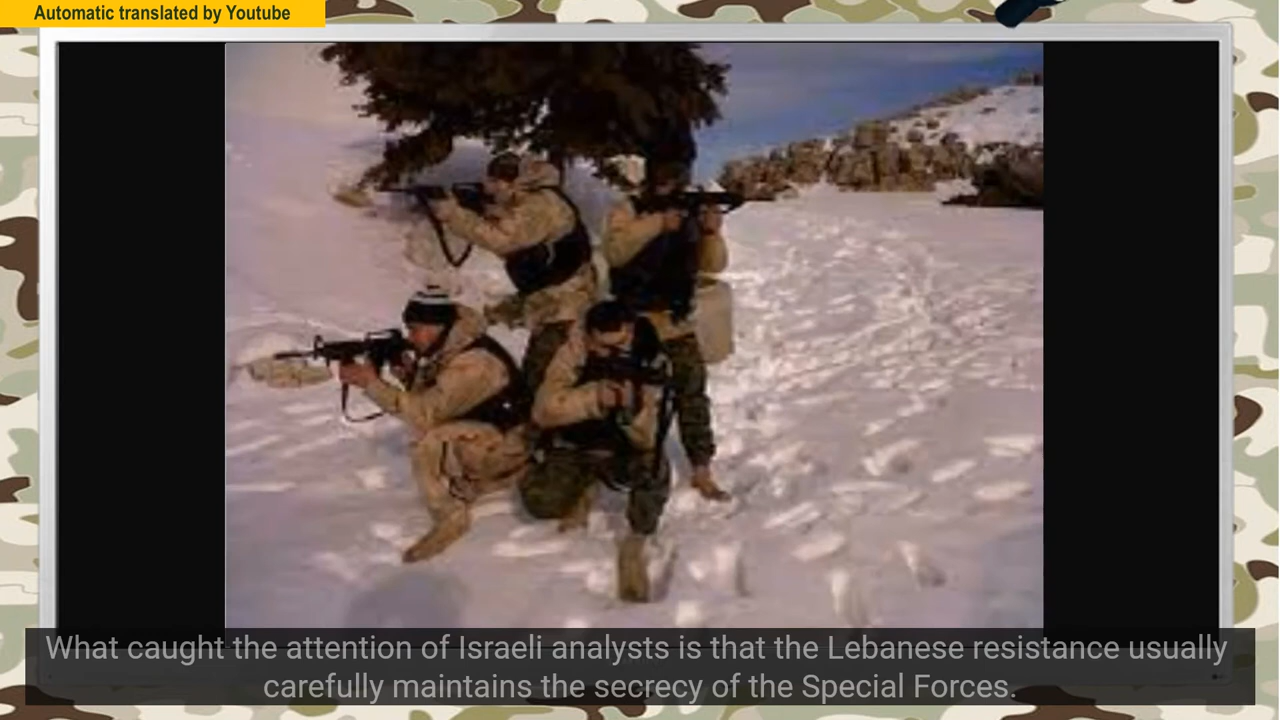 Automatic translated by Youtube
What caught the attention of Israeli analysts is that the Lebanese resistance usually
carefully maintains the secrecy of the Special Forces.